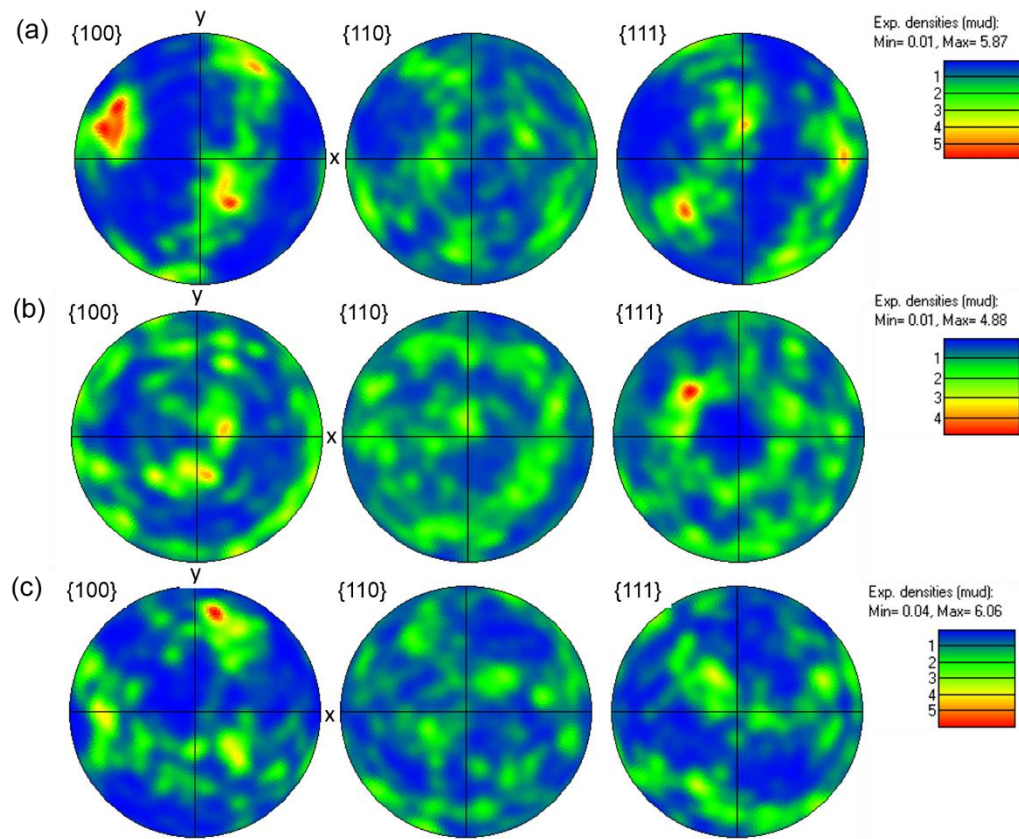 (a)
{100}
y
{110}
{111}
x
Exp. densities (mud):
Min= 0.01, Max= 5.87
1
2
3
4
5
(b)
{100}
y
{110}
{111}
x
Exp. densities (mud):
Min= 0.01, Max= 4.88
1
2
3
4
(c)
{100}
y
{110}
{111}
x
Exp. densities (mud):
Min= 0.04, Max= 6.06
1
2
3
4
5